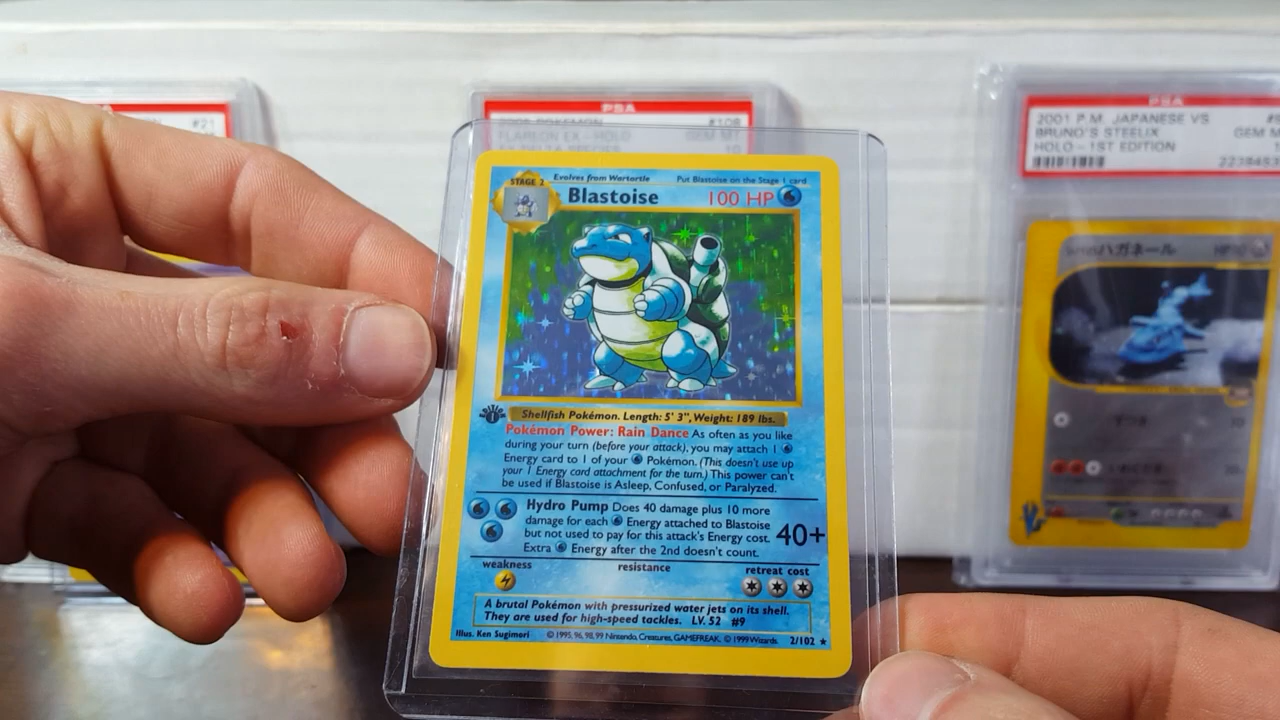 PSA
#21
PSA
#108
FLAREON EX - HOLO
GEM MT
EX DELTA SPECIES
10
PSA
2001 P.M. JAPANESE VS
BRUNO'S STEELIX
GEM M
HOLO - 1ST EDITION
ハガネール
STAGE 2
Evolves from Wartortle
Put Blastoise on the Stage 1 card
Blastoise
100 HP
EDITION
1
Shellfish Pokémon. Length: 5' 3", Weight: 189 lbs.
Pokémon Power: Rain Dance As often as you like
during your turn (before your attack), you may attach 1
Energy card to 1 of your Pokémon. (This doesn't use up
your 1 Energy card attachment for the turn.) This power can't
be used if Blastoise is Asleep, Confused, or Paralyzed.
Hydro Pump Does 40 damage plus 10 more
damage for each Energy attached to Blastoise
but not used to pay for this attack's Energy cost.
Extra Energy after the 2nd doesn't count.
40+
weakness
resistance
retreat cost
A brutal Pokémon with pressurized water jets on its shell.
They are used for high-speed tackles. LV. 52 #9
Illus. Ken Sugimori
© 1995, 96, 98, 99 Nintendo, Creatures, GAMEFREAK. © 1999 Wizards.
2/102 ★